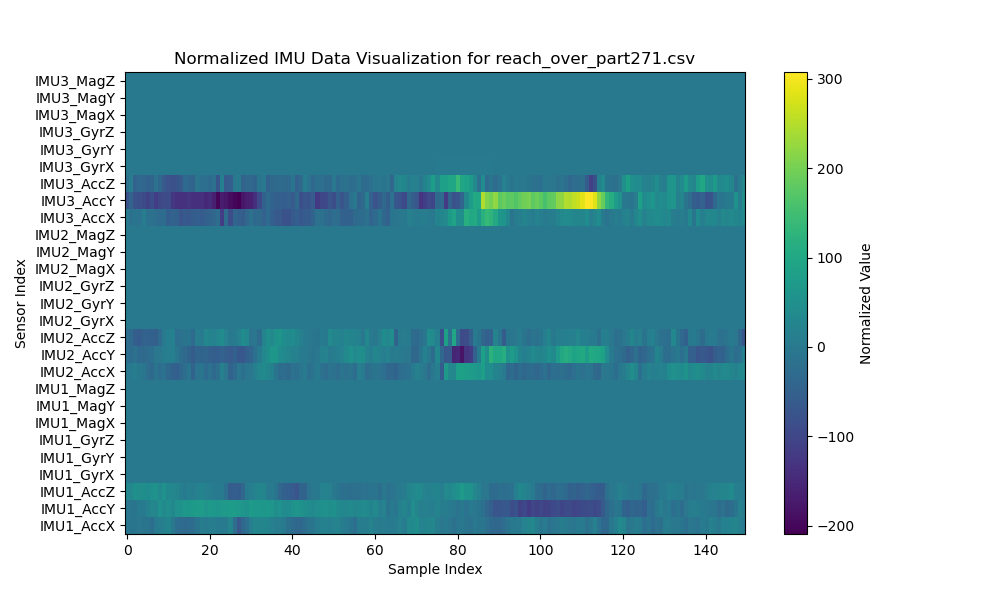 Normalized IMU Data Visualization for reach_over_part271.csv
IMU3_MagZ
IMU3_MagY
IMU3_MagX
IMU3_GyrZ
IMU3_GyrY
IMU3_GyrX
IMU3_AccZ
IMU3_AccY
IMU3_AccX
IMU2_MagZ
IMU2_MagY
IMU2_MagX
IMU2_GyrZ
IMU2_GyrY
IMU2_GyrX
IMU2_AccZ
IMU2_AccY
IMU2_AccX
IMU1_MagZ
IMU1_MagY
IMU1_MagX
IMU1_GyrZ
IMU1_GyrY
IMU1_GyrX
IMU1_AccZ
IMU1_AccY
IMU1_AccX
Sensor Index
0 20 40 60 80 100 120 140
Sample Index
300
200
100
0
−100
−200
Normalized Value